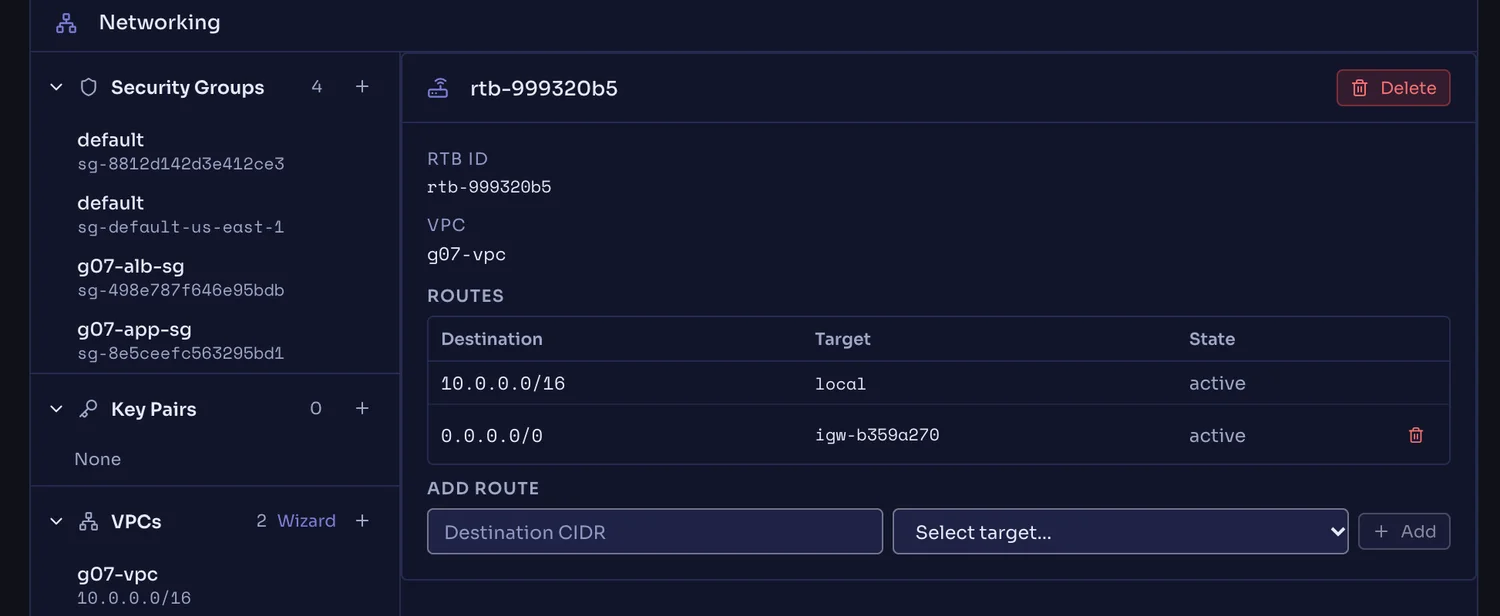 Networking
Security Groups 4 +
default
sg-8812d142d3e412ce3
default
sg-default-us-east-1
g07-alb-sg
sg-498e787f646e95bdb
g07-app-sg
sg-8e5ceefc563295bd1
Key Pairs 0 +
None
VPCs 2 Wizard +
g07-vpc
10.0.0.0/16
rtb-999320b5 Delete
RTB ID
rtb-999320b5
VPC
g07-vpc
ROUTES
Destination Target State
10.0.0.0/16 local active
0.0.0.0/0 igw-b359a270 active
ADD ROUTE
Destination CIDR Select target... + Add